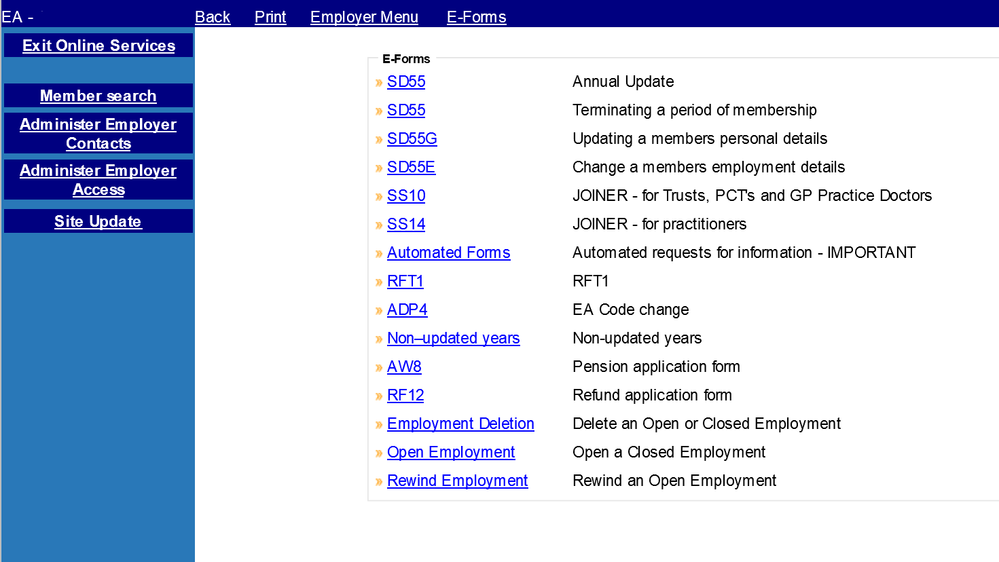 EA -
Back Print Employer Menu E-Forms
Exit Online Services
Member search
Administer Employer
Contacts
Administer Employer
Access
Site Update
E-Forms
SD55 Annual Update
SD55 Terminating a period of membership
SD55G Updating a members personal details
SD55E Change a members employment details
SS10 JOINER - for Trusts, PCT's and GP Practice Doctors
SS14 JOINER - for practitioners
Automated Forms Automated requests for information - IMPORTANT
RFT1 RFT1
ADP4 EA Code change
Non–updated years Non-updated years
AW8 Pension application form
RF12 Refund application form
Employment Deletion Delete an Open or Closed Employment
Open Employment Open a Closed Employment
Rewind Employment Rewind an Open Employment